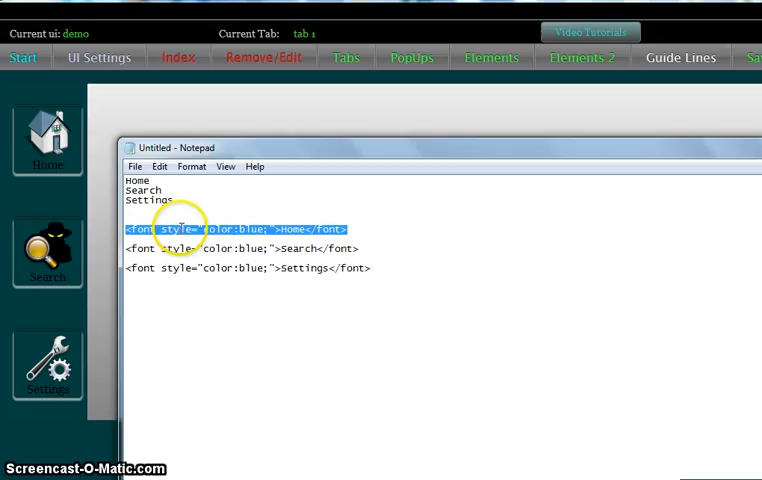 Current ui: demo
Current Tab: tab 1
Video Tutorials
Start UI Settings Index Remove/Edit Tabs PopUps Elements Elements 2 Guide Lines
Home
Search
Settings
Untitled - Notepad
File Edit Format View Help
Home
Search
Settings
<font style="color:blue;">Home</font>
<font style="color:blue;">Search</font>
<font style="color:blue;">Settings</font>
Screencast-O-Matic.com